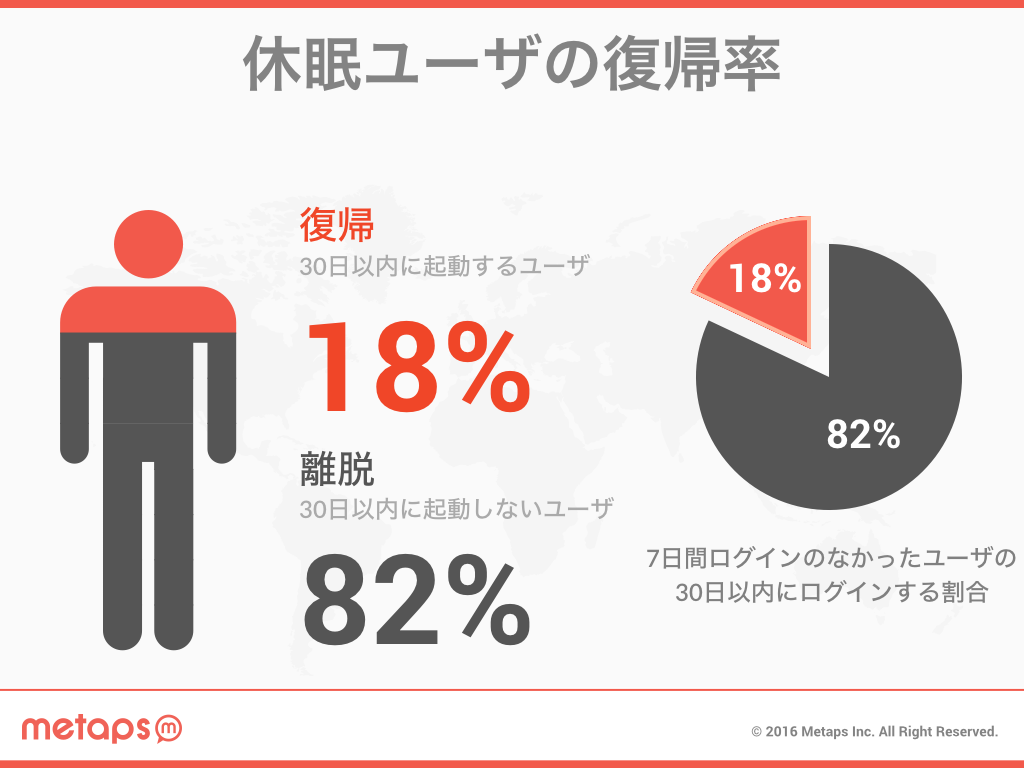 休眠ユーザの復帰率
復帰
30日以内に起動するユーザ
18%
離脱
30日以内に起動しないユーザ
82%
18%
82%
7日間ログインのなかったユーザの
30日以内にログインする割合
metaps m
© 2016 Metaps Inc. All Right Reserved.